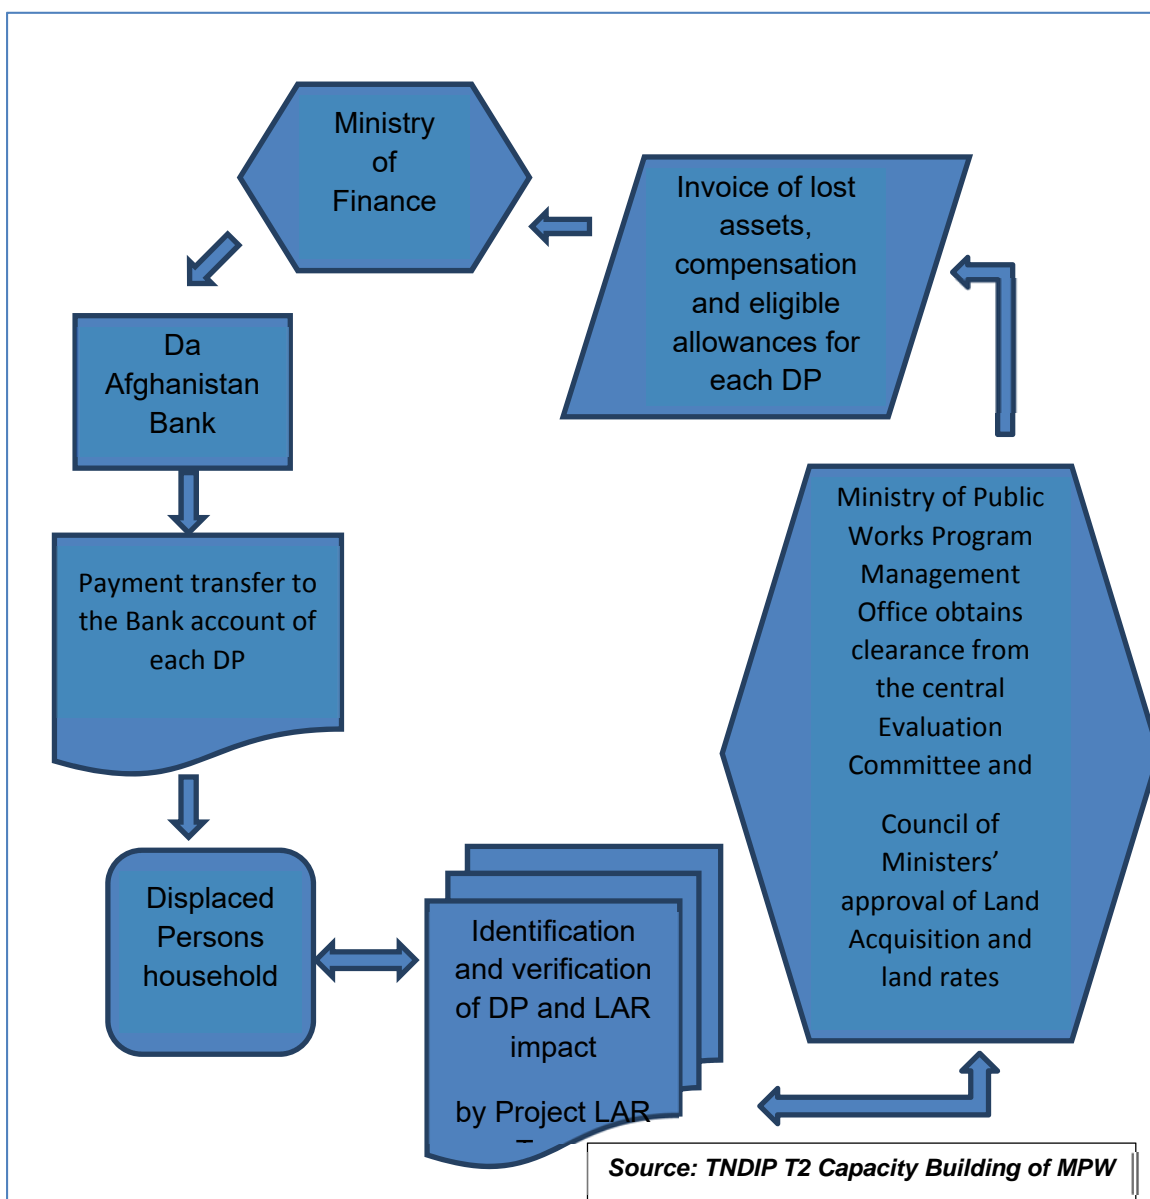 Ministry
of
Finance
Invoice of lost
assets,
compensation
and eligible
allowances for
each DP
Da
Afghanistan
Bank
Payment transfer to
the Bank account of
each DP
Ministry of Public
Works Program
Management
Office obtains
clearance from
the central
Evaluation
Committee and
Council of
Ministers’
approval of Land
Acquisition and
land rates
Displaced
Persons
household
Identification
and verification
of DP and LAR
impact
by Project LAR
Source: TNDIP T2 Capacity Building of MPW